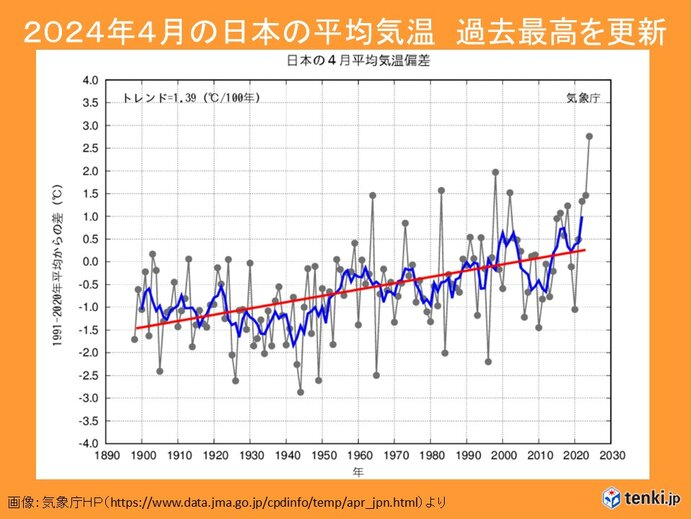 2024年4月の日本の平均気温　過去最高を更新
日本の４月平均気温偏差
トレンド=1.39 (℃/100年)
気象庁
1991-2020年平均からの差 (℃)
4.0
3.5
3.0
2.5
2.0
1.5
1.0
0.5
0.0
-0.5
-1.0
-1.5
-2.0
-2.5
-3.0
-3.5
-4.0
1890 1900 1910 1920 1930 1940 1950 1960 1970 1980 1990 2000 2010 2020 2030
年
画像：気象庁HP（https://www.data.jma.go.jp/cpdinfo/temp/apr_jpn.html）より
tenki.jp